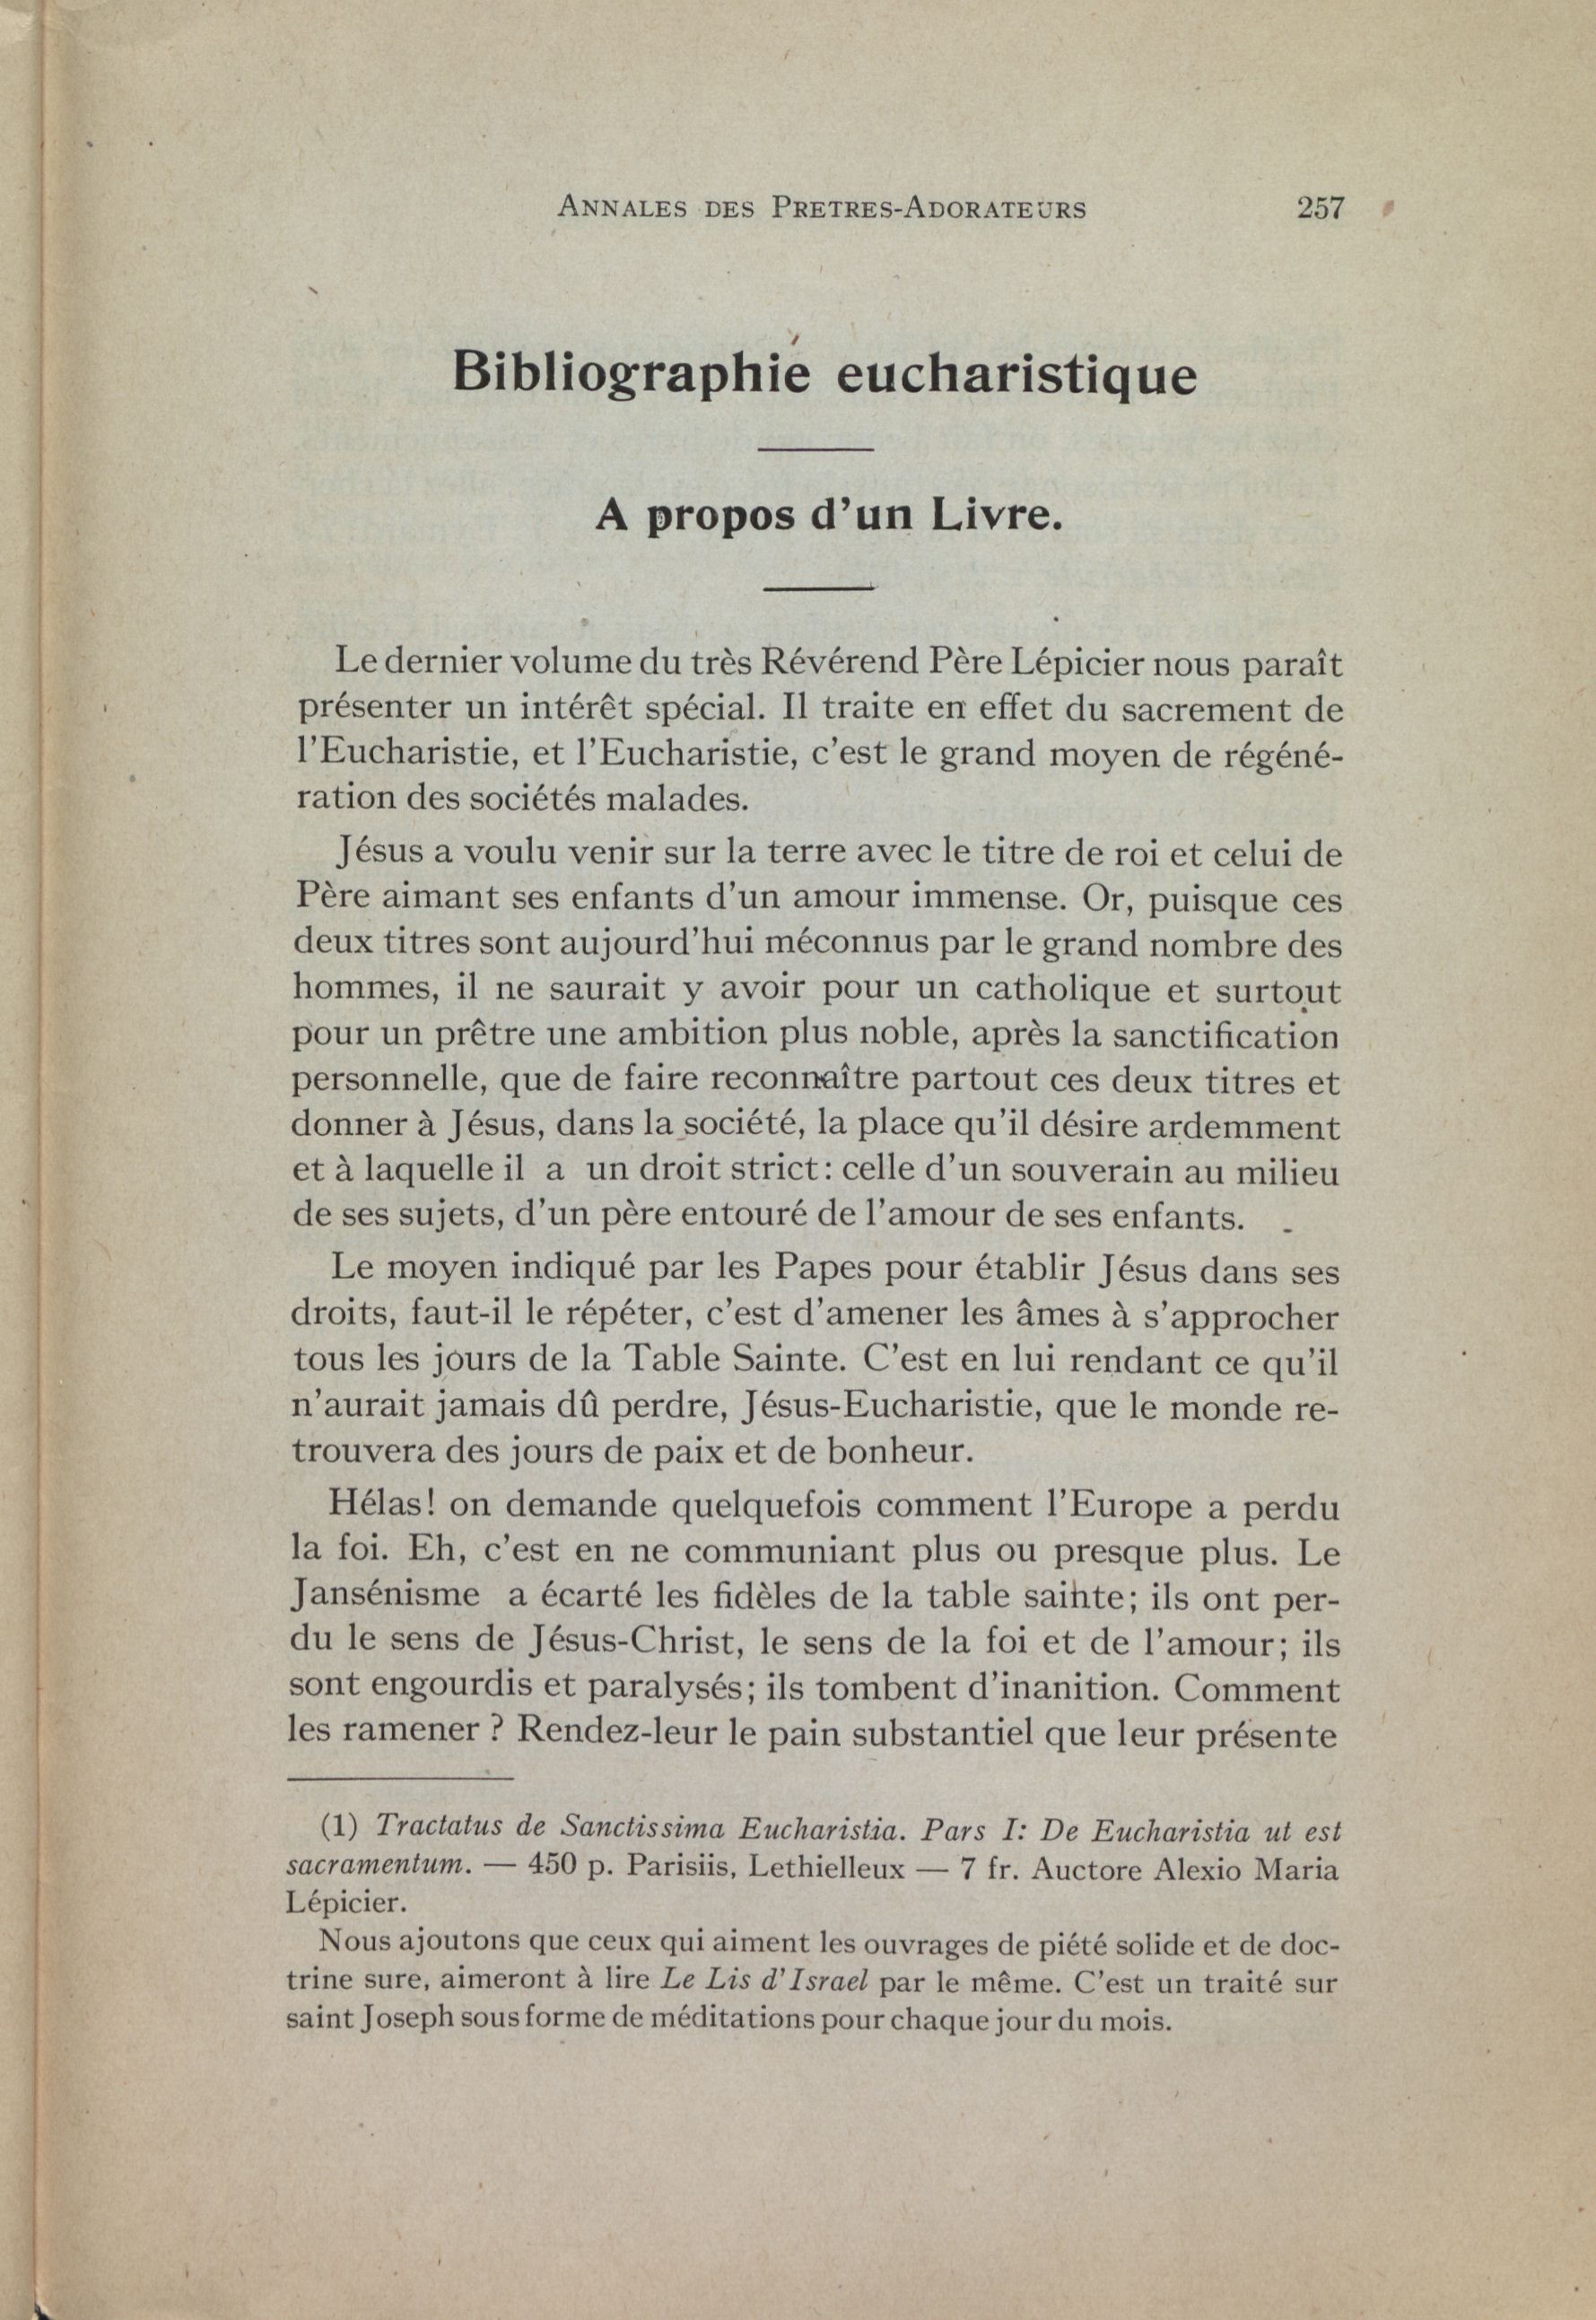 ANNALES DES PRETRES-ADORATEURS 257
Bibliographie eucharistique
A propos d'un Livre.
Le dernier volume du très Révérend Père Lépicier nous paraît
présenter un intérêt spécial. Il traite en effet du sacrement de
l'Eucharistie, et l'Eucharistie, c'est le grand moyen de régéné-
ration des sociétés malades.
Jésus a voulu venir sur la terre avec le titre de roi et celui de
Père aimant ses enfants d'un amour immense. Or, puisque ces
deux titres sont aujourd'hui méconnus par le grand nombre des
hommes, il ne saurait y avoir pour un catholique et surtout
pour un prêtre une ambition plus noble, après la sanctification
personnelle, que de faire reconnaître partout ces deux titres et
donner à Jésus, dans la société, la place qu'il désire ardemment
et à laquelle il a un droit strict: celle d'un souverain au milieu
de ses sujets, d'un père entouré de l'amour de ses enfants.
Le moyen indiqué par les Papes pour établir Jésus dans ses
droits, faut-il le répéter, c'est d'amener les âmes à s'approcher
tous les jours de la Table Sainte. C'est en lui rendant ce qu'il
n'aurait jamais dû perdre, Jésus-Eucharistie, que le monde re-
trouvera des jours de paix et de bonheur.
Hélas! on demande quelquefois comment l'Europe a perdu
la foi. Eh, c'est en ne communiant plus ou presque plus. Le
Jansénisme a écarté les fidèles de la table sainte; ils ont per-
du le sens de Jésus-Christ, le sens de la foi et de l'amour; ils
sont engourdis et paralysés; ils tombent d'inanition. Comment
les ramener ? Rendez-leur le pain substantiel que leur présente
(1) Tractatus de Sanctissima Eucharistia. Pars I: De Eucharistia ut est
sacramentum. — 450 p. Parisiis, Lethielleux — 7 fr. Auctore Alexio Maria
Lépicier.
Nous ajoutons que ceux qui aiment les ouvrages de piété solide et de doc-
trine sure, aimeront à lire Le Lis d'Israel par le même. C'est un traité sur
saint Joseph sous forme de méditations pour chaque jour du mois.